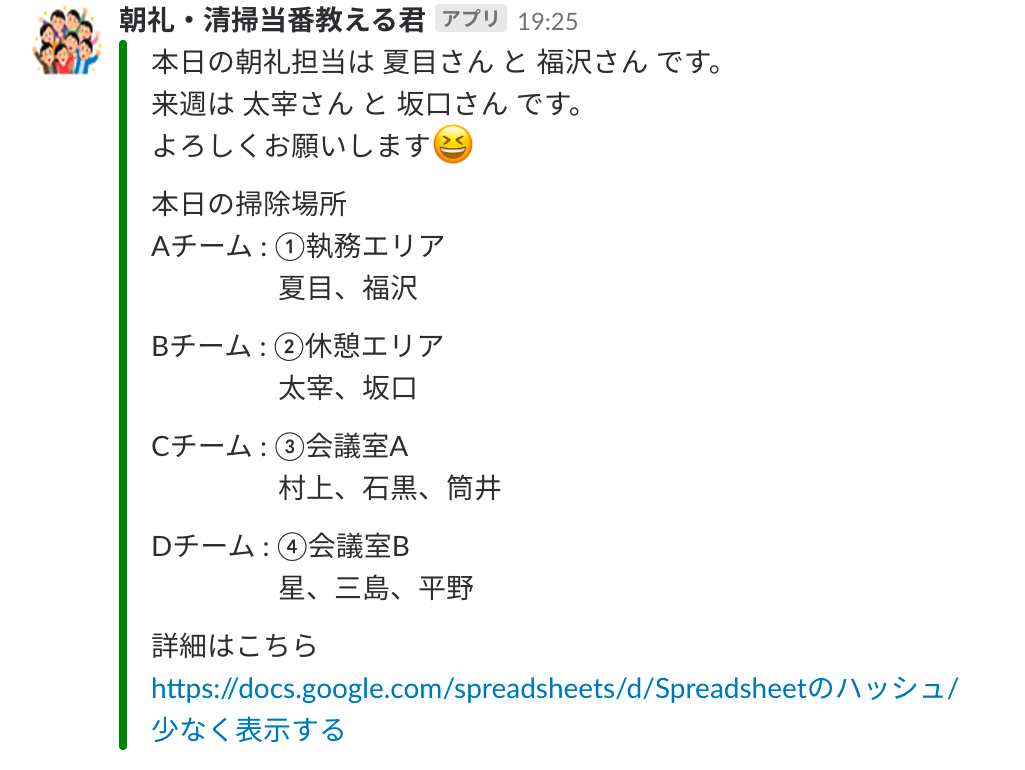 朝礼・清掃当番教える君 アプリ 19:25
本日の朝礼担当は 夏目さん と 福沢さん です。
来週は 太宰さん と 坂口さん です。
よろしくお願いします😆
本日の掃除場所
Aチーム : ①執務エリア
夏目、福沢
Bチーム : ②休憩エリア
太宰、坂口
Cチーム : ③会議室A
村上、石黒、筒井
Dチーム : ④会議室B
星、三島、平野
詳細はこちら
https://docs.google.com/spreadsheets/d/Spreadsheetのハッシュ/
少なく表示する